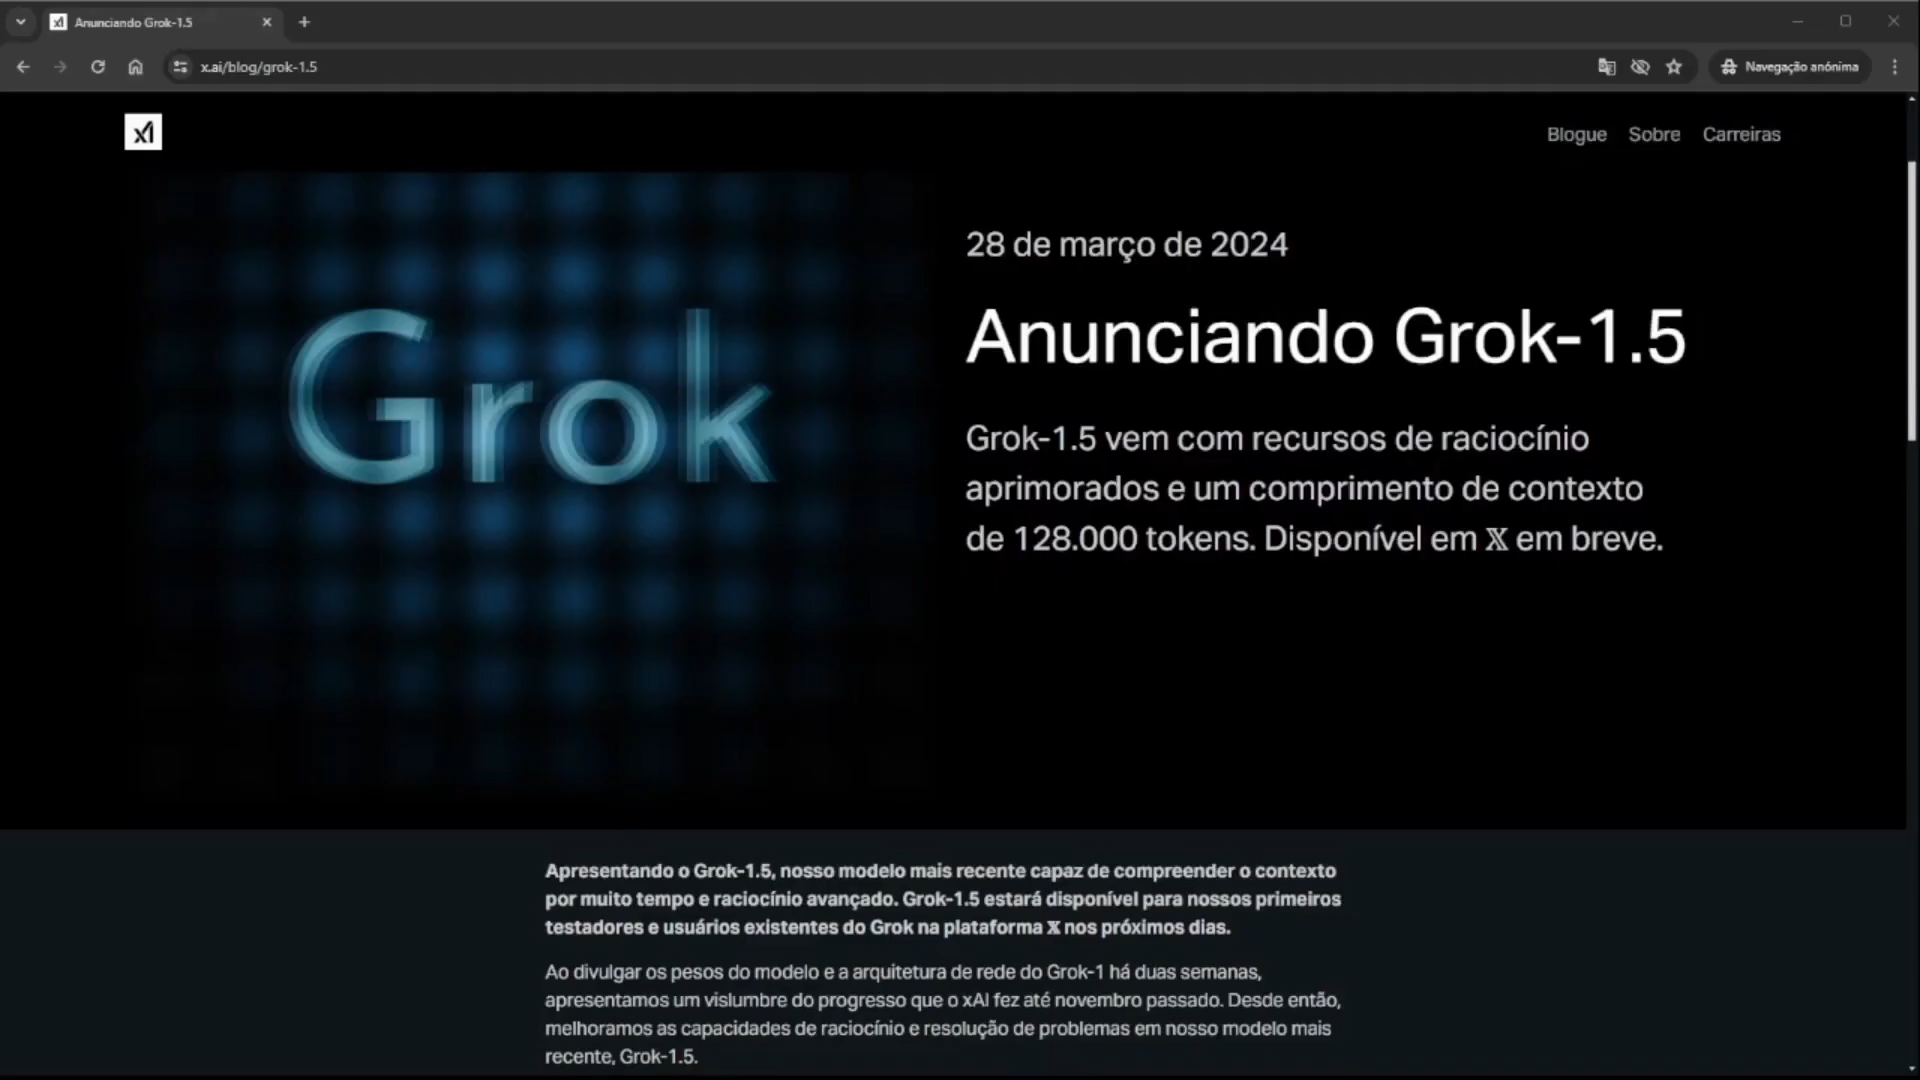 Anunciando Grok-1.5
x.ai/blog/grok-1.5
Navegação anónima
xI
Blogue Sobre Carreiras
Grok
28 de março de 2024
Anunciando Grok-1.5
Grok-1.5 vem com recursos de raciocínio
aprimorados e um comprimento de contexto
de 128.000 tokens. Disponível em 𝕏 em breve.
Apresentando o Grok-1.5, nosso modelo mais recente capaz de compreender o contexto
por muito tempo e raciocínio avançado. Grok-1.5 estará disponível para nossos primeiros
testadores e usuários existentes do Grok na plataforma 𝕏 nos próximos dias.
Ao divulgar os pesos do modelo e a arquitetura de rede do Grok-1 há duas semanas,
apresentamos um vislumbre do progresso que o xAI fez até novembro passado. Desde então,
melhoramos as capacidades de raciocínio e resolução de problemas em nosso modelo mais
recente, Grok-1.5.